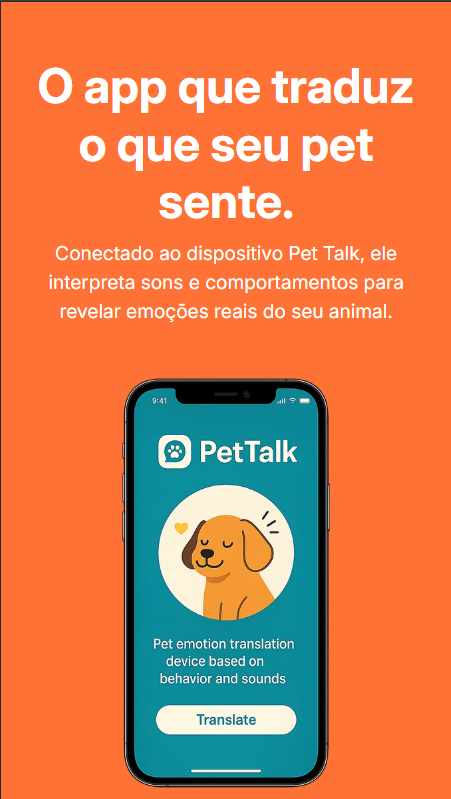 O app que traduz
o que seu pet
sente.
Conectado ao dispositivo Pet Talk, ele
interpreta sons e comportamentos para
revelar emoções reais do seu animal.
9:41
PetTalk
Pet emotion translation
device based on
behavior and sounds
Translate